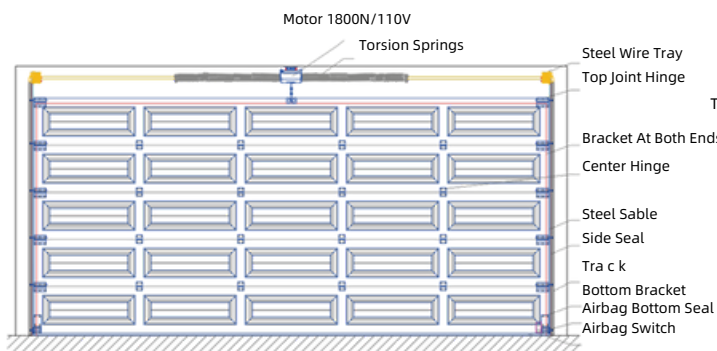 Motor 1800N/110V
Torsion Springs
Steel Wire Tray
Top Joint Hinge
T
Bracket At Both Ends
Center Hinge
Steel Sable
Side Seal
Tra c k
Bottom Bracket
Airbag Bottom Seal
Airbag Switch